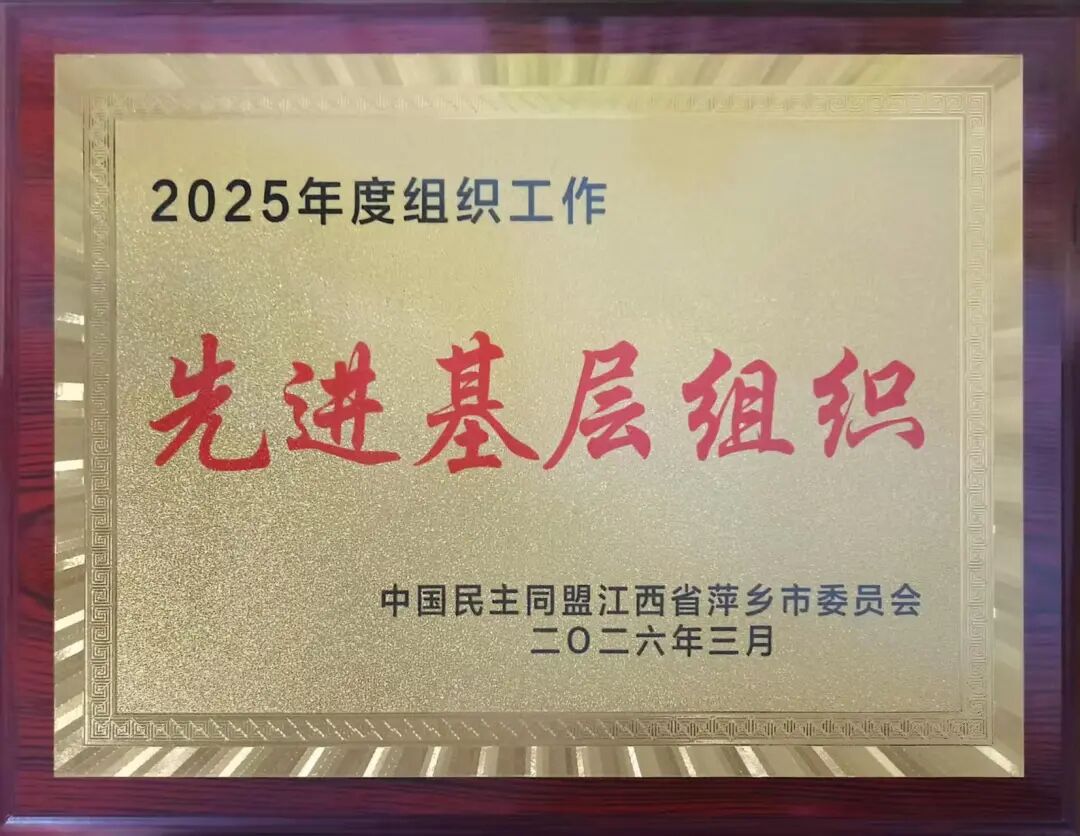 2025年度组织工作
先进基层组织
中国民主同盟江西省萍乡市委员会
二〇二六年三月